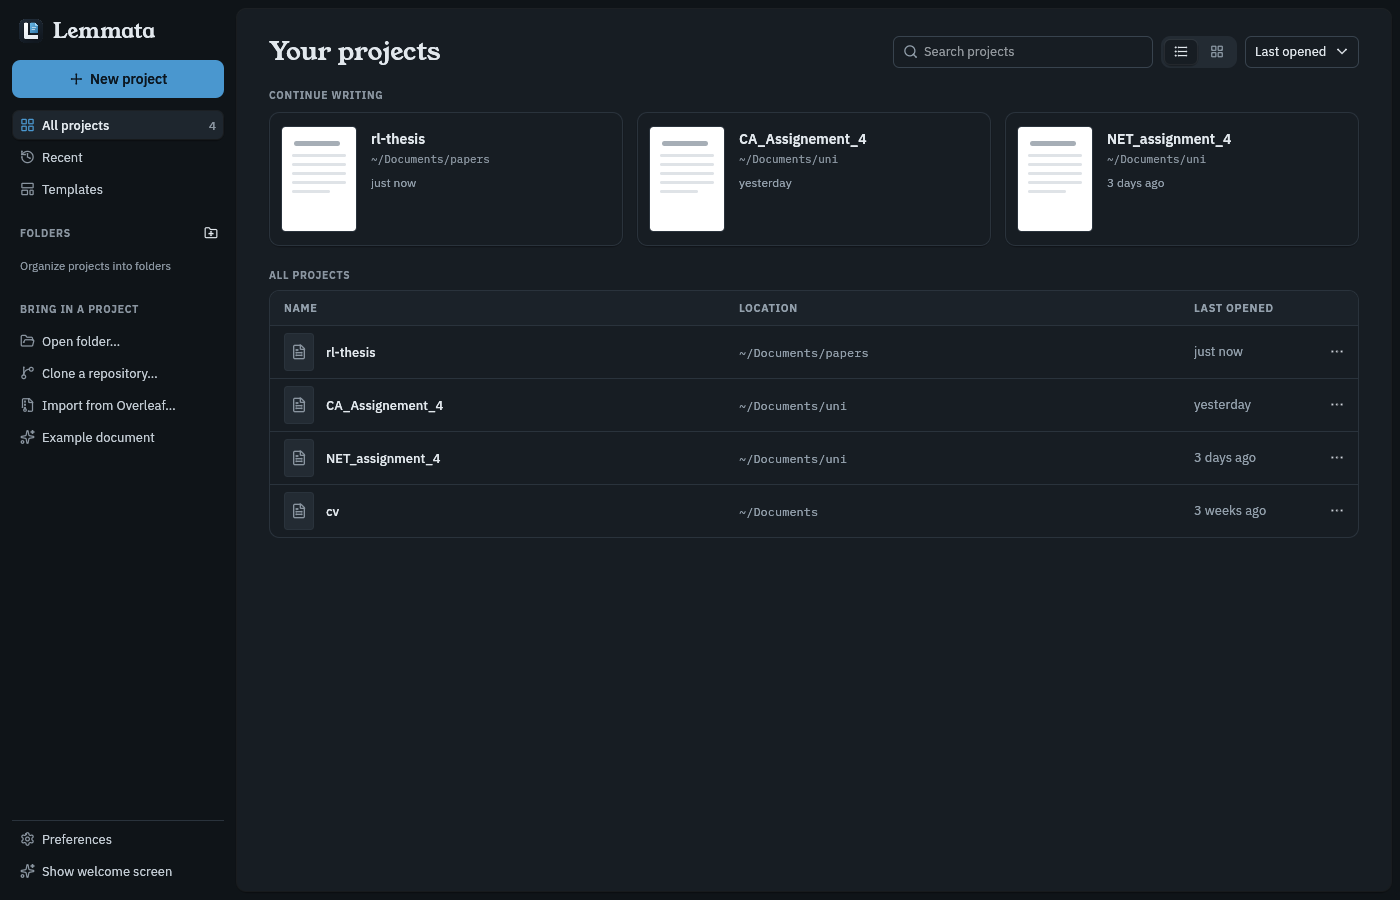 Lemmata
New project
All projects 4
Recent
Templates
FOLDERS
Organize projects into folders
BRING IN A PROJECT
Open folder...
Clone a repository...
Import from Overleaf...
Example document
Preferences
Show welcome screen
Your projects
Search projects
Last opened
CONTINUE WRITING
rl-thesis
~/Documents/papers
just now
CA_Assignement_4
~/Documents/uni
yesterday
NET_assignment_4
~/Documents/uni
3 days ago
ALL PROJECTS
NAME LOCATION LAST OPENED
rl-thesis ~/Documents/papers just now
CA_Assignement_4 ~/Documents/uni yesterday
NET_assignment_4 ~/Documents/uni 3 days ago
cv ~/Documents 3 weeks ago